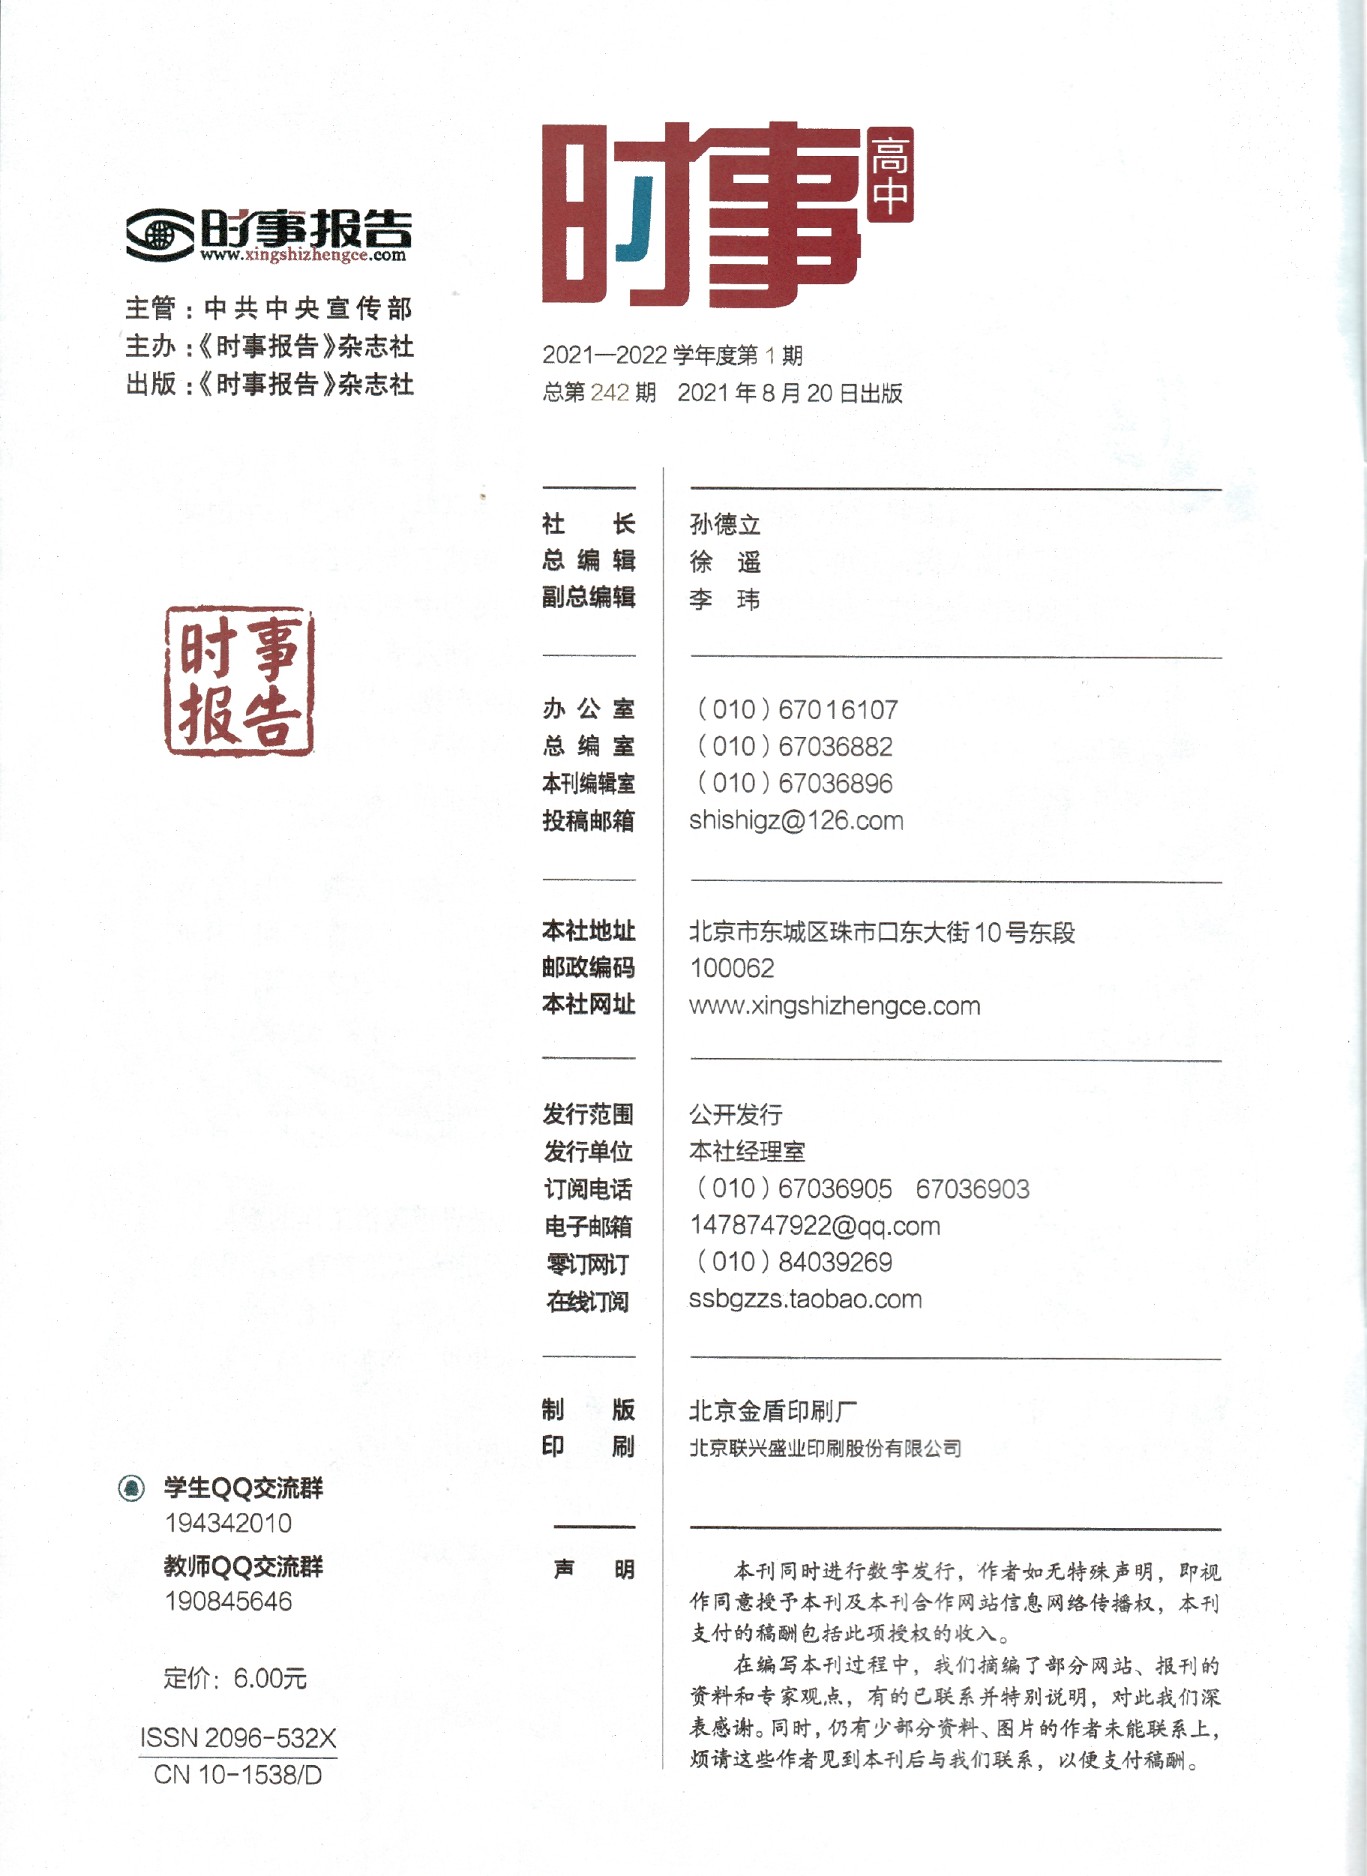 时事报告
www.xingshizhengce.com
主管：中共中央宣传部
主办：《时事报告》杂志社
出版：《时事报告》杂志社
时事
高中
2021—2022 学年度第 1 期
总第 242 期 2021 年 8 月 20 日出版
时事
报告
社长 孙德立
总编辑 徐遥
副总编辑 李玮
办公室 （010）67016107
总编室 （010）67036882
本刊编辑室 （010）67036896
投稿邮箱 shishigz@126.com
本社地址 北京市东城区珠市口东大街10号东段
邮政编码 100062
本社网址 www.xingshizhengce.com
发行范围 公开发行
发行单位 本社经理室
订阅电话 （010）67036905 67036903
电子邮箱 1478747922@qq.com
零订网订 （010）84039269
在线订阅 ssbgzzs.taobao.com
制版 北京金盾印刷厂
印刷 北京联兴盛业印刷股份有限公司
学生QQ交流群
194342010
教师QQ交流群
190845646
定价：6.00元
ISSN 2096-532X
CN 10-1538/D
声明
本刊同时进行数字发行，作者如无特殊声明，即视
作同意授予本刊及本刊合作网站信息网络传播权，本刊
支付的稿酬包括此项授权的收入。
在编写本刊过程中，我们摘编了部分网站、报刊的
资料和专家观点，有的已联系并特别说明，对此我们深
表感谢。同时，仍有少部分资料、图片的作者未能联系上，
烦请这些作者见到本刊后与我们联系，以便支付稿酬。